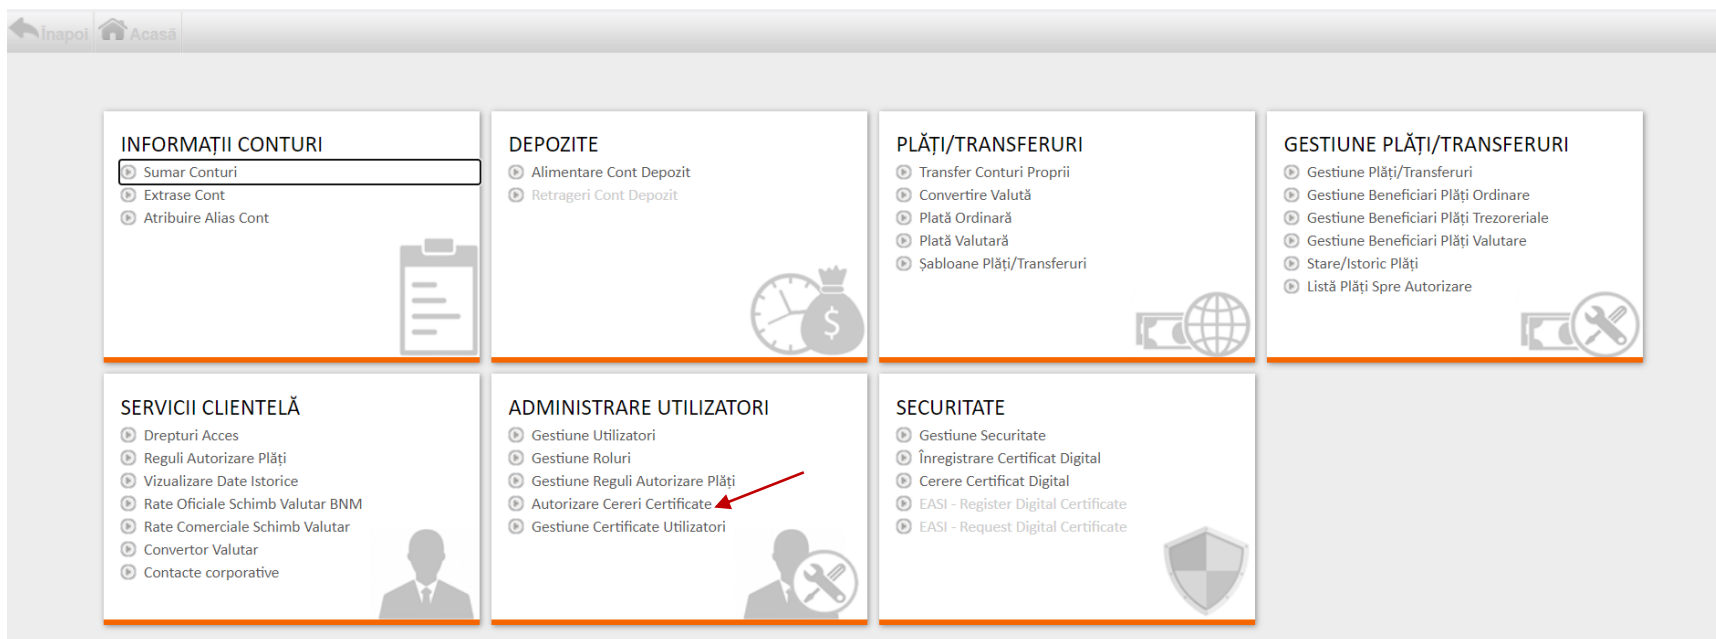 Înapoi Acasă
INFORMAȚII CONTURI
Sumar Conturi
Extrase Cont
Atribuire Alias Cont
DEPOZITE
Alimentare Cont Depozit
Retrageri Cont Depozit
PLĂȚI/TRANSFERURI
Transfer Conturi Proprii
Convertire Valută
Plată Ordinară
Plată Valutară
Șabloane Plăți/Transferuri
GESTIUNE PLĂȚI/TRANSFERURI
Gestiune Plăți/Transferuri
Gestiune Beneficiari Plăți Ordinare
Gestiune Beneficiari Plăți Trezoreriale
Gestiune Beneficiari Plăți Valutare
Stare/Istoric Plăți
Listă Plăți Spre Autorizare
SERVICII CLIENTELĂ
Drepturi Acces
Reguli Autorizare Plăți
Vizualizare Date Istorice
Rate Oficiale Schimb Valutar BNM
Rate Comerciale Schimb Valutar
Convertor Valutar
Contacte corporative
ADMINISTRARE UTILIZATORI
Gestiune Utilizatori
Gestiune Roluri
Gestiune Reguli Autorizare Plăți
Autorizare Cereri Certificate
Gestiune Certificate Utilizatori
SECURITATE
Gestiune Securitate
Înregistrare Certificat Digital
Cerere Certificat Digital
EASI - Register Digital Certificate
EASI - Request Digital Certificate
$